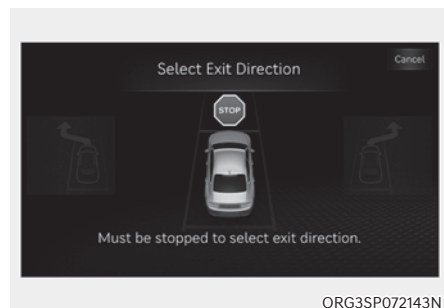 Cancel
Select Exit Direction
STOP
Must be stopped to select exit direction.
ORG3SP072143N